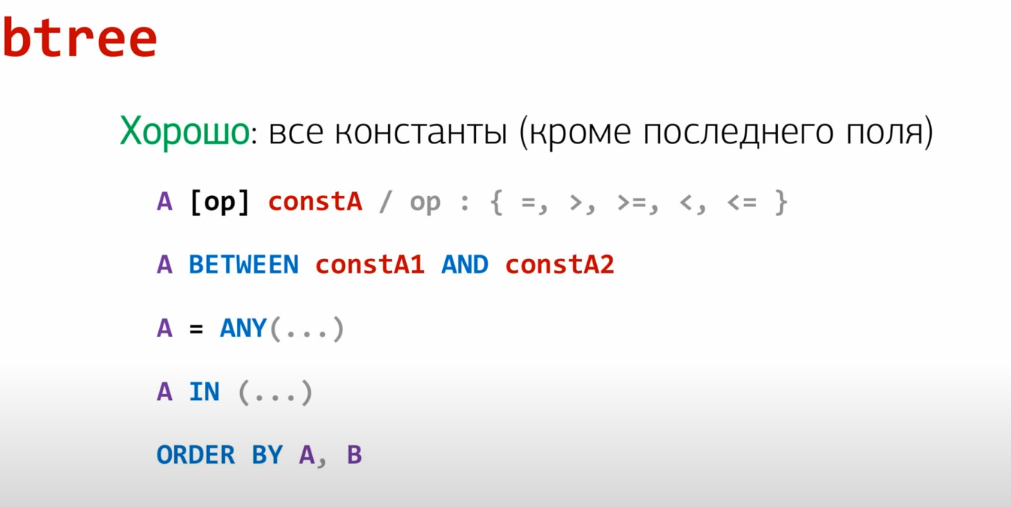 btree
Хорошо: все константы (кроме последнего поля)
A [op] constA / op : { =, >, >=, <, <= }
A BETWEEN constA1 AND constA2
A = ANY(...)
A IN (...)
ORDER BY A, B